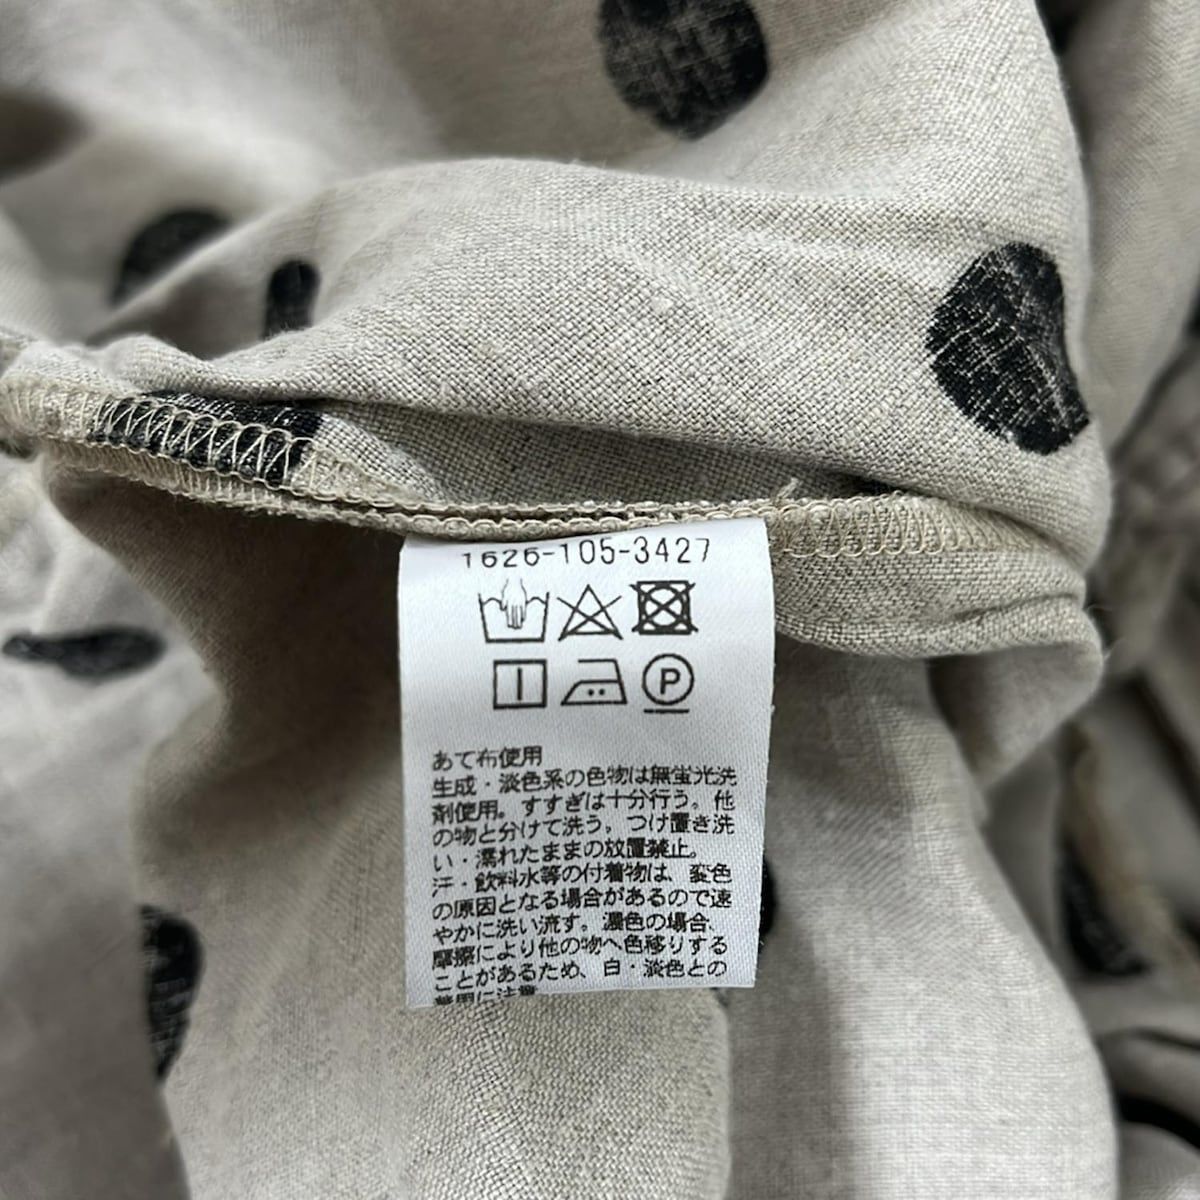 1626-105-3427
P
あて布使用
生成・淡色系の色物は無蛍光洗
剤使用。すすぎは十分行う。他
の物と分けて洗う。つけ置き洗
い・濡れたままの放置禁止。
汗・飲料水等の付着物は、変色
の原因となる場合があるので速
やかに洗い流す。濃色の場合、
摩擦により他の物へ色移りする
ことがあるため、白・淡色との
着用に注意